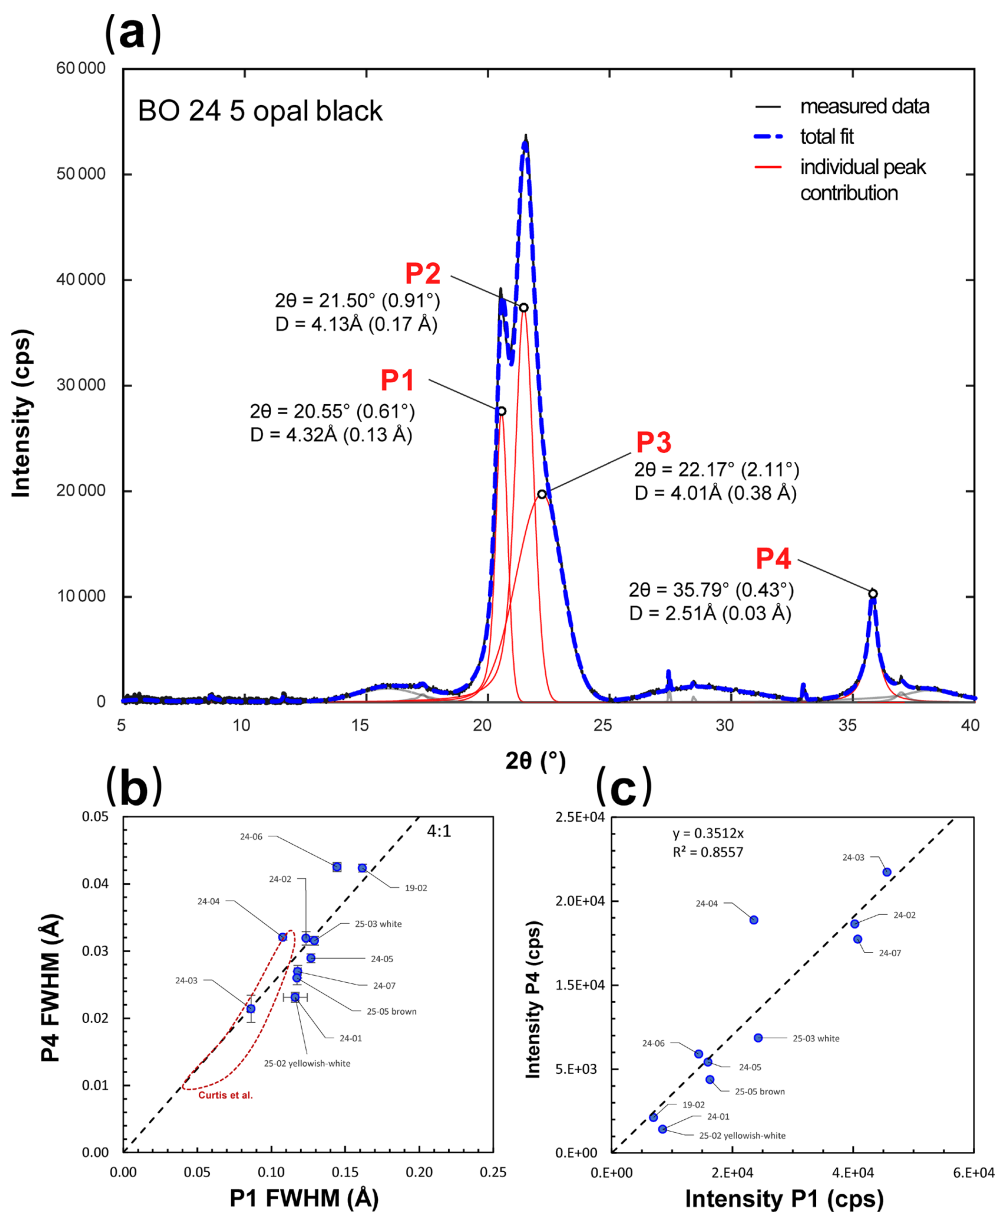 (a)
60 000
50 000
40 000
30 000
20 000
10 000
0
Intensity (cps)
BO 24 5 opal black
measured data
total fit
individual peak
contribution
P2
2θ = 21.50° (0.91°)
D = 4.13Å (0.17 Å)
P1
2θ = 20.55° (0.61°)
D = 4.32Å (0.13 Å)
P3
2θ = 22.17° (2.11°)
D = 4.01Å (0.38 Å)
P4
2θ = 35.79° (0.43°)
D = 2.51Å (0.03 Å)
5 10 15 20 25 30 35 40
2θ (°)
(b)
0.05
0.04
0.03
0.02
0.01
0.00
P4 FWHM (Å)
4:1
24-06
19-02
24-02
24-04
25-03 white
24-05
24-03
24-07
25-05 brown
24-01
25-02 yellowish-white
Curtis et al.
0.00 0.05 0.10 0.15 0.20 0.25
P1 FWHM (Å)
(c)
2.5E+04
2.0E+04
1.5E+04
1.0E+04
5.0E+03
0.E+00
Intensity P4 (cps)
y = 0.3512x
R² = 0.8557
24-03
24-04
24-02
24-07
25-03 white
24-06
24-05
25-05 brown
19-02
24-01
25-02 yellowish-white
0.E+00 2.E+04 4.E+04 6.E+04
Intensity P1 (cps)